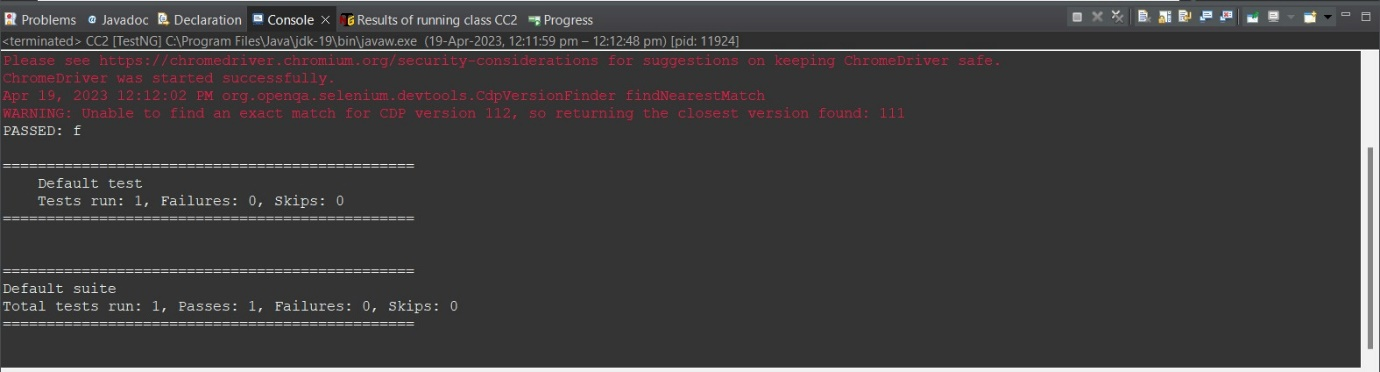 Problems Javadoc Declaration Console Results of running class CC2 Progress
<terminated> CC2 [TestNG] C:\Program Files\Java\jdk-19\bin\javaw.exe (19-Apr-2023, 12:11:59 pm – 12:12:48 pm) [pid: 11924]
Please see https://chromedriver.chromium.org/security-considerations for suggestions on keeping ChromeDriver safe.
ChromeDriver was started successfully.
Apr 19, 2023 12:12:02 PM org.openqa.selenium.devtools.CdpVersionFinder findNearestMatch
WARNING: Unable to find an exact match for CDP version 112, so returning the closest version found: 111
PASSED: f
===============================================
Default test
Tests run: 1, Failures: 0, Skips: 0
===============================================
===============================================
Default suite
Total tests run: 1, Passes: 1, Failures: 0, Skips: 0
===============================================